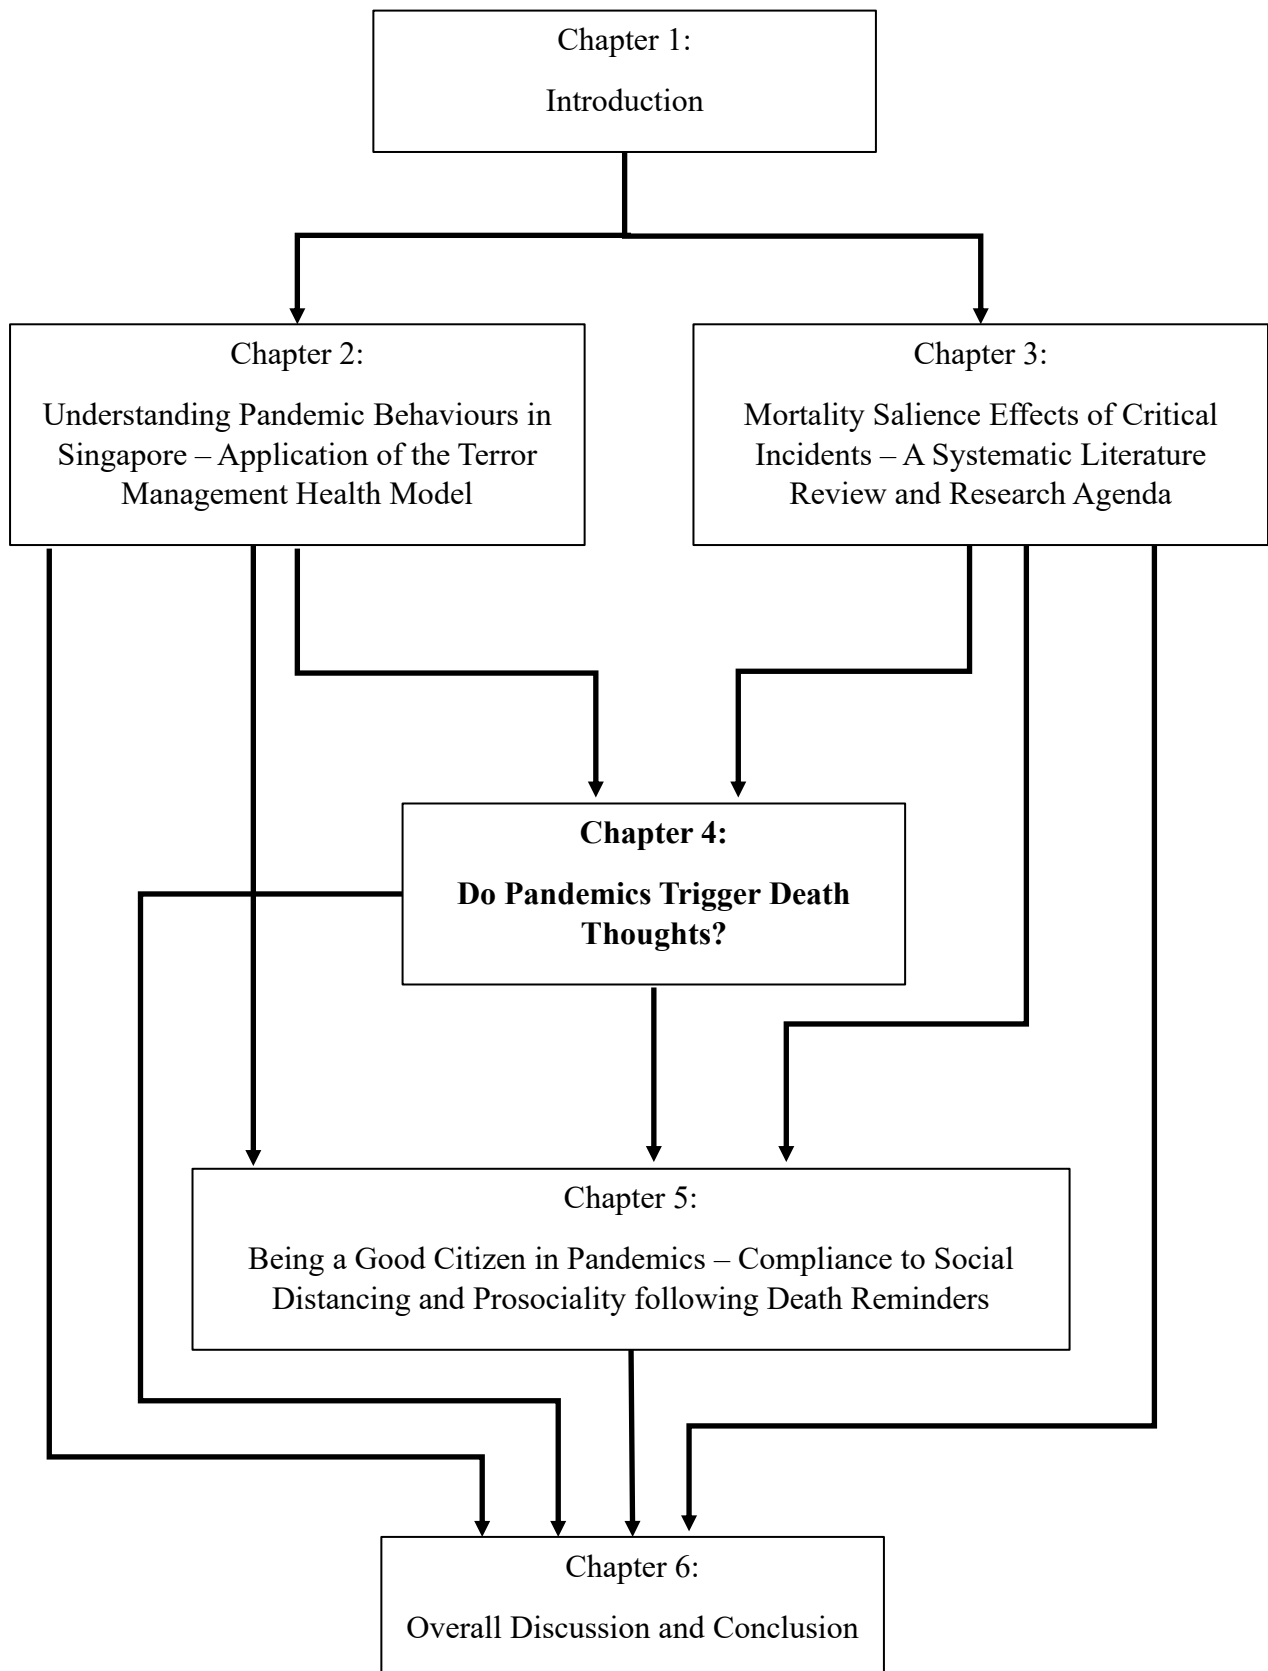 Chapter 1:
Introduction
Chapter 2:
Understanding Pandemic Behaviours in
Singapore – Application of the Terror
Management Health Model
Chapter 3:
Mortality Salience Effects of Critical
Incidents – A Systematic Literature
Review and Research Agenda
Chapter 4:
Do Pandemics Trigger Death
Thoughts?
Chapter 5:
Being a Good Citizen in Pandemics – Compliance to Social
Distancing and Prosociality following Death Reminders
Chapter 6:
Overall Discussion and Conclusion